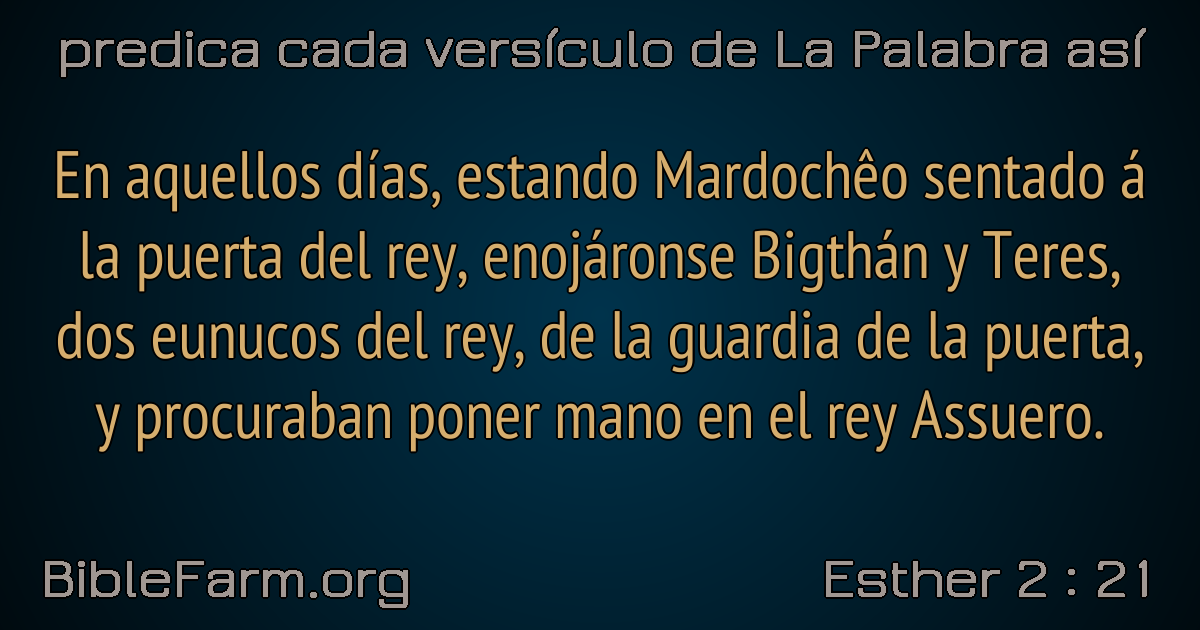 predica cada versículo de La Palabra así
En aquellos días, estando Mardochêo sentado á
la puerta del rey, enojáronse Bigthán y Teres,
dos eunucos del rey, de la guardia de la puerta,
y procuraban poner mano en el rey Assuero.
BibleFarm.org
Esther 2 : 21